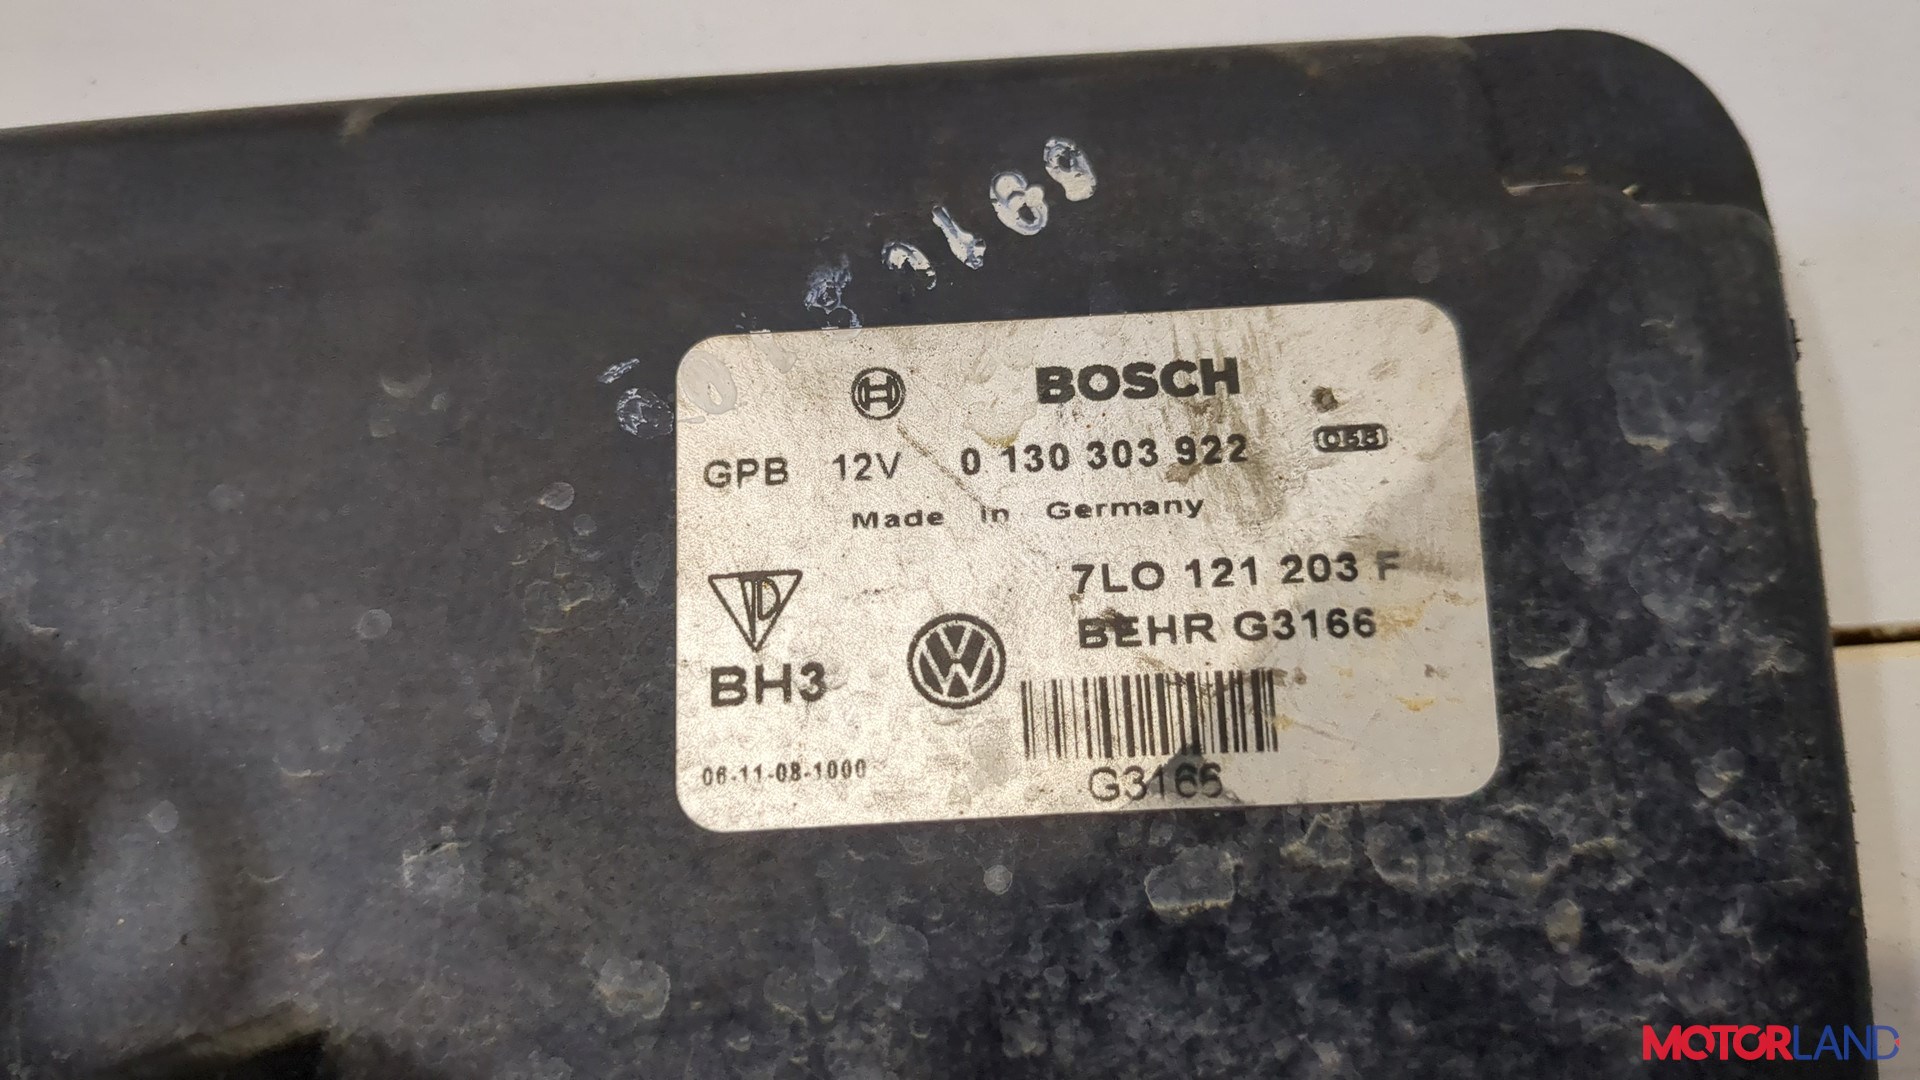 BOSCH
GPB 12V 0 130 303 922
Made in Germany
7LO 121 203 F
BEHR G3166
BH3
06-11-08-1000
G3166
MOTORLAND